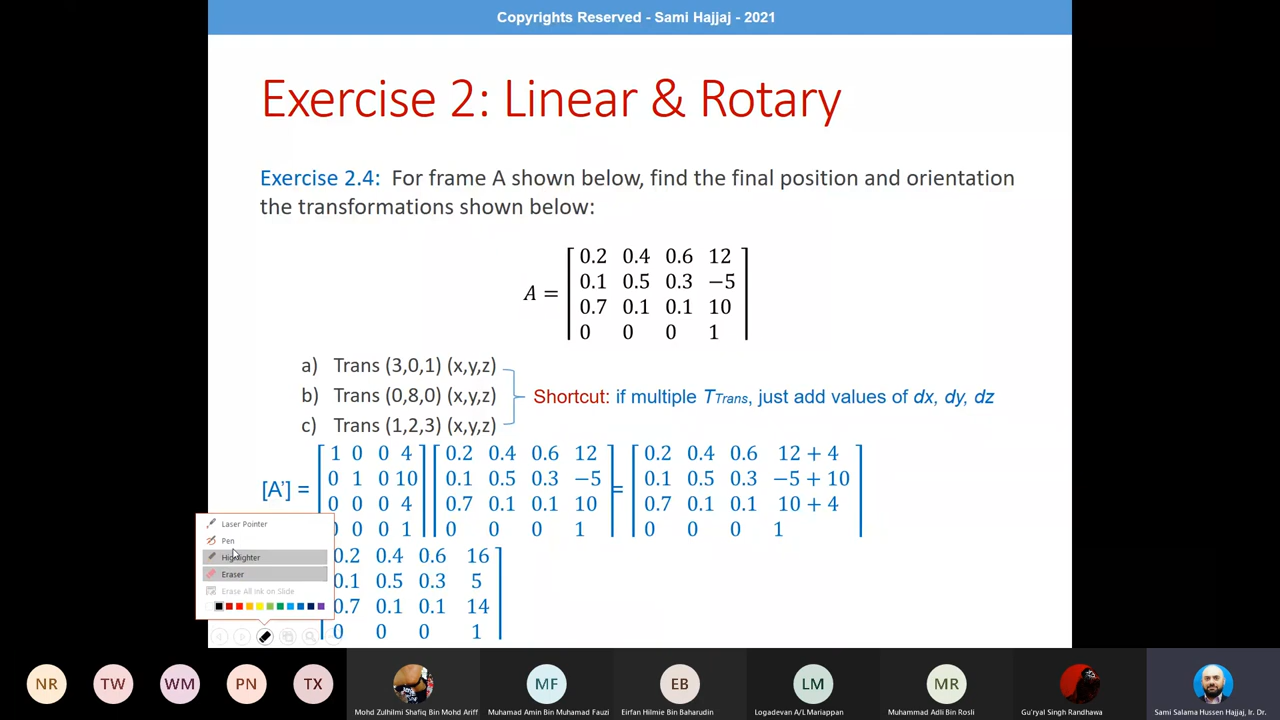 Copyrights Reserved - Sami Hajjaj - 2021
Exercise 2: Linear & Rotary
Exercise 2.4: For frame A shown below, find the final position and orientation
the transformations shown below:
A = [0.2 0.4 0.6 12
0.1 0.5 0.3 −5
0.7 0.1 0.1 10
0 0 0 1]
a) Trans (3,0,1) (x,y,z)
b) Trans (0,8,0) (x,y,z)
c) Trans (1,2,3) (x,y,z)
Shortcut: if multiple TTrans, just add values of dx, dy, dz
[A'] = [1 0 0 4] [0.2 0.4 0.6 12] = [0.2 0.4 0.6 12 + 4]
0 1 0 10 0.1 0.5 0.3 −5 0.1 0.5 0.3 −5 + 10
0 0 4 0.7 0.1 0.1 10 0.7 0.1 0.1 10 + 4
0 0 1 0 0 0 1 0 0 0 1
0.2 0.4 0.6 16
0.1 0.5 0.3 5
0.7 0.1 0.1 14
0 0 0 1
Laser Pointer
Pen
Highlighter
Eraser
Erase All Ink on Slide
NR TW WM PN TX MF EB LM MR
Mohd Zulhilmi Shafiq Bin Mohd Ariff
Muhamad Amin Bin Muhamad Fauzi
Eirfan Hilmie Bin Baharudin
Logadevan A/L Mariappan
Muhammad Adli Bin Rosli
Gu'ryal Singh Randhawa
Sami Salama Hussen Hajjaj, Ir. Dr.